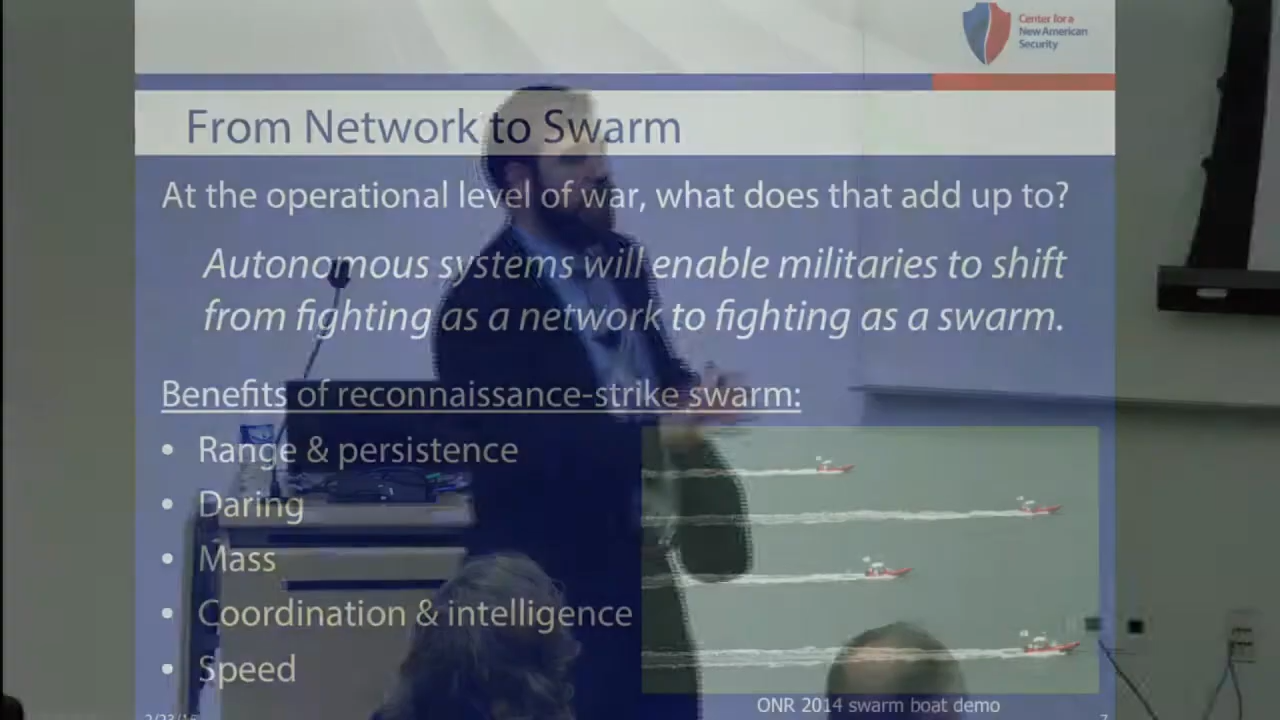 Center for a
New American
Security
From Network to Swarm
At the operational level of war, what does that add up to?
Autonomous systems will enable militaries to shift
from fighting as a network to fighting as a swarm.
Benefits of reconnaissance-strike swarm:
• Range & persistence
• Daring
• Mass
• Coordination & intelligence
• Speed
ONR 2014 swarm boat demo
7